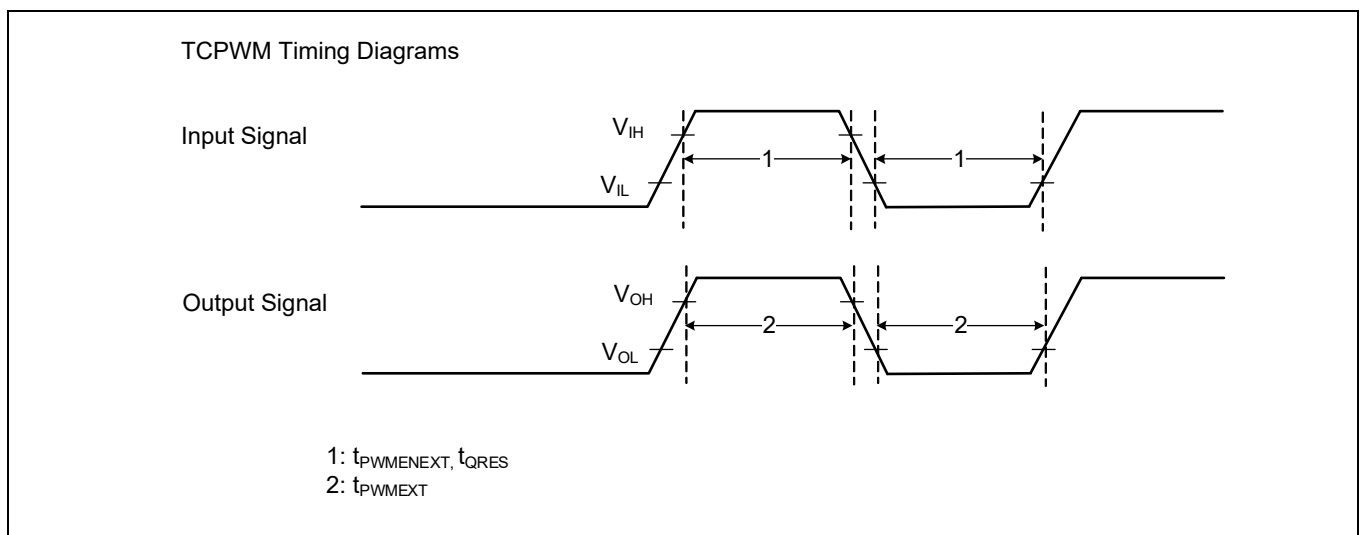 TCPWM Timing Diagrams
Input Signal
VIH
VIL
1
1
Output Signal
VOH
VOL
2
2
1: tPWMENEXT, tQRES
2: tPWMEXT